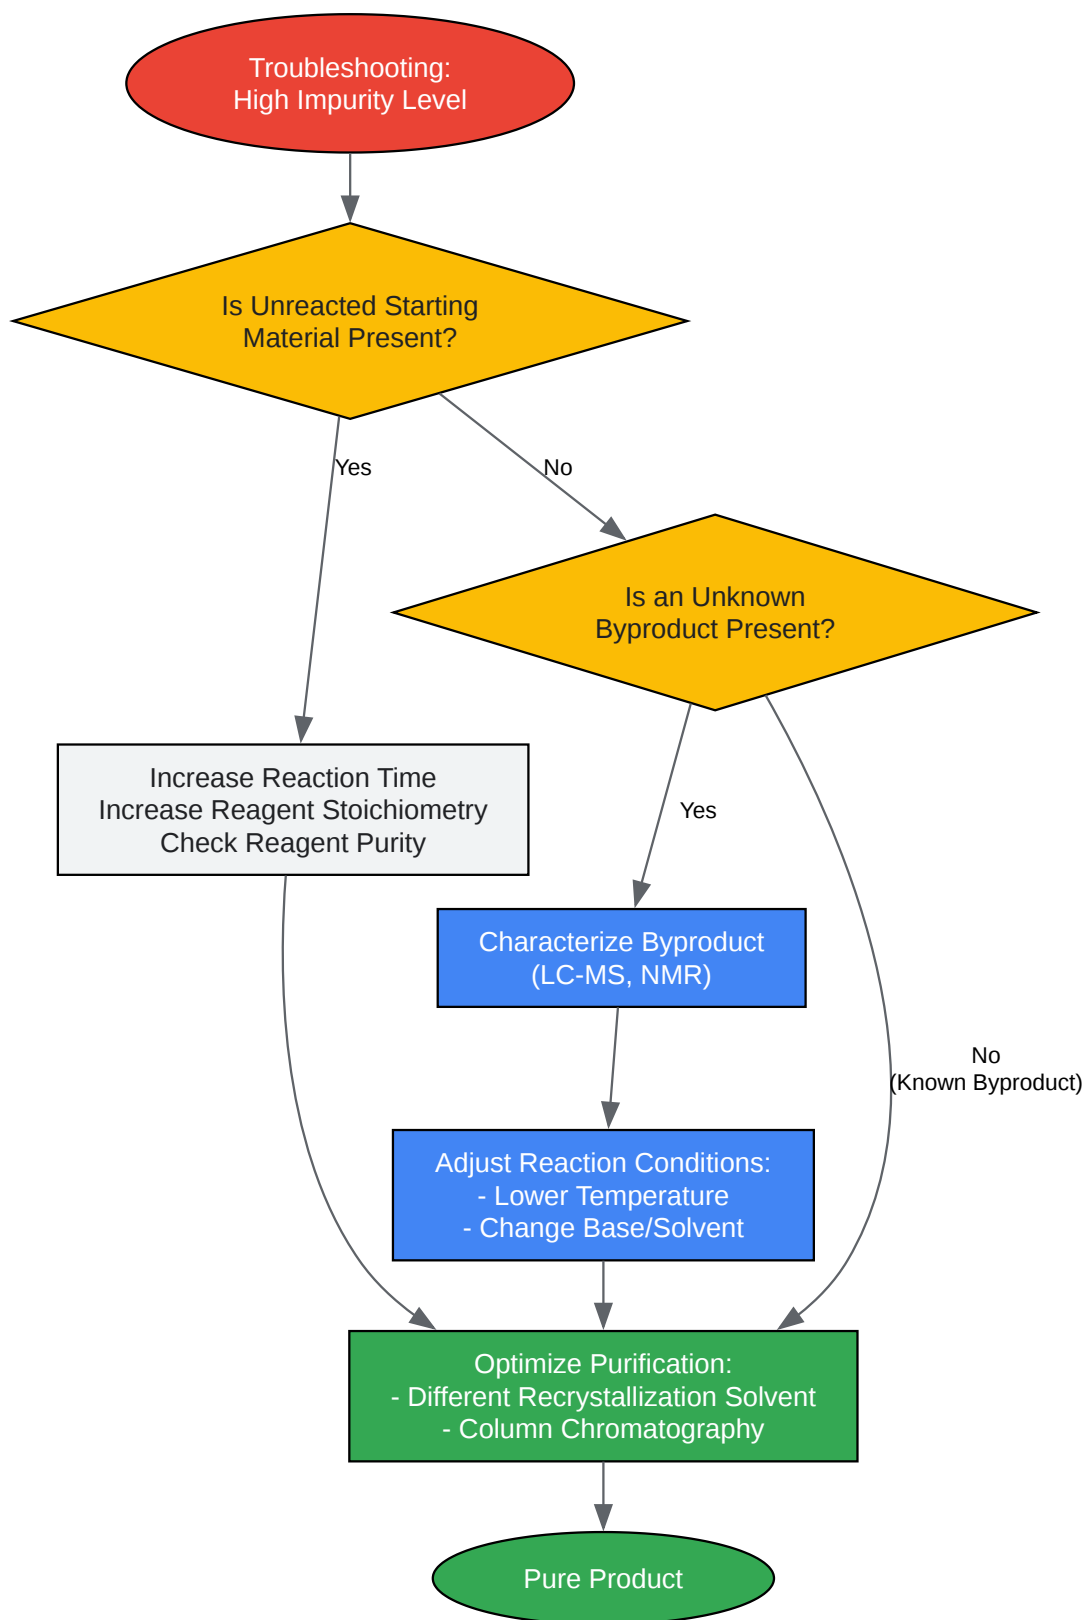 Troubleshooting:
High Impurity Level
Is Unreacted Starting
Material Present?
Yes
No
Is an Unknown
Byproduct Present?
Increase Reaction Time
Increase Reagent Stoichiometry
Check Reagent Purity
Yes
Characterize Byproduct
(LC-MS, NMR)
No
(Known Byproduct)
Adjust Reaction Conditions:
- Lower Temperature
- Change Base/Solvent
Optimize Purification:
- Different Recrystallization Solvent
- Column Chromatography
Pure Product